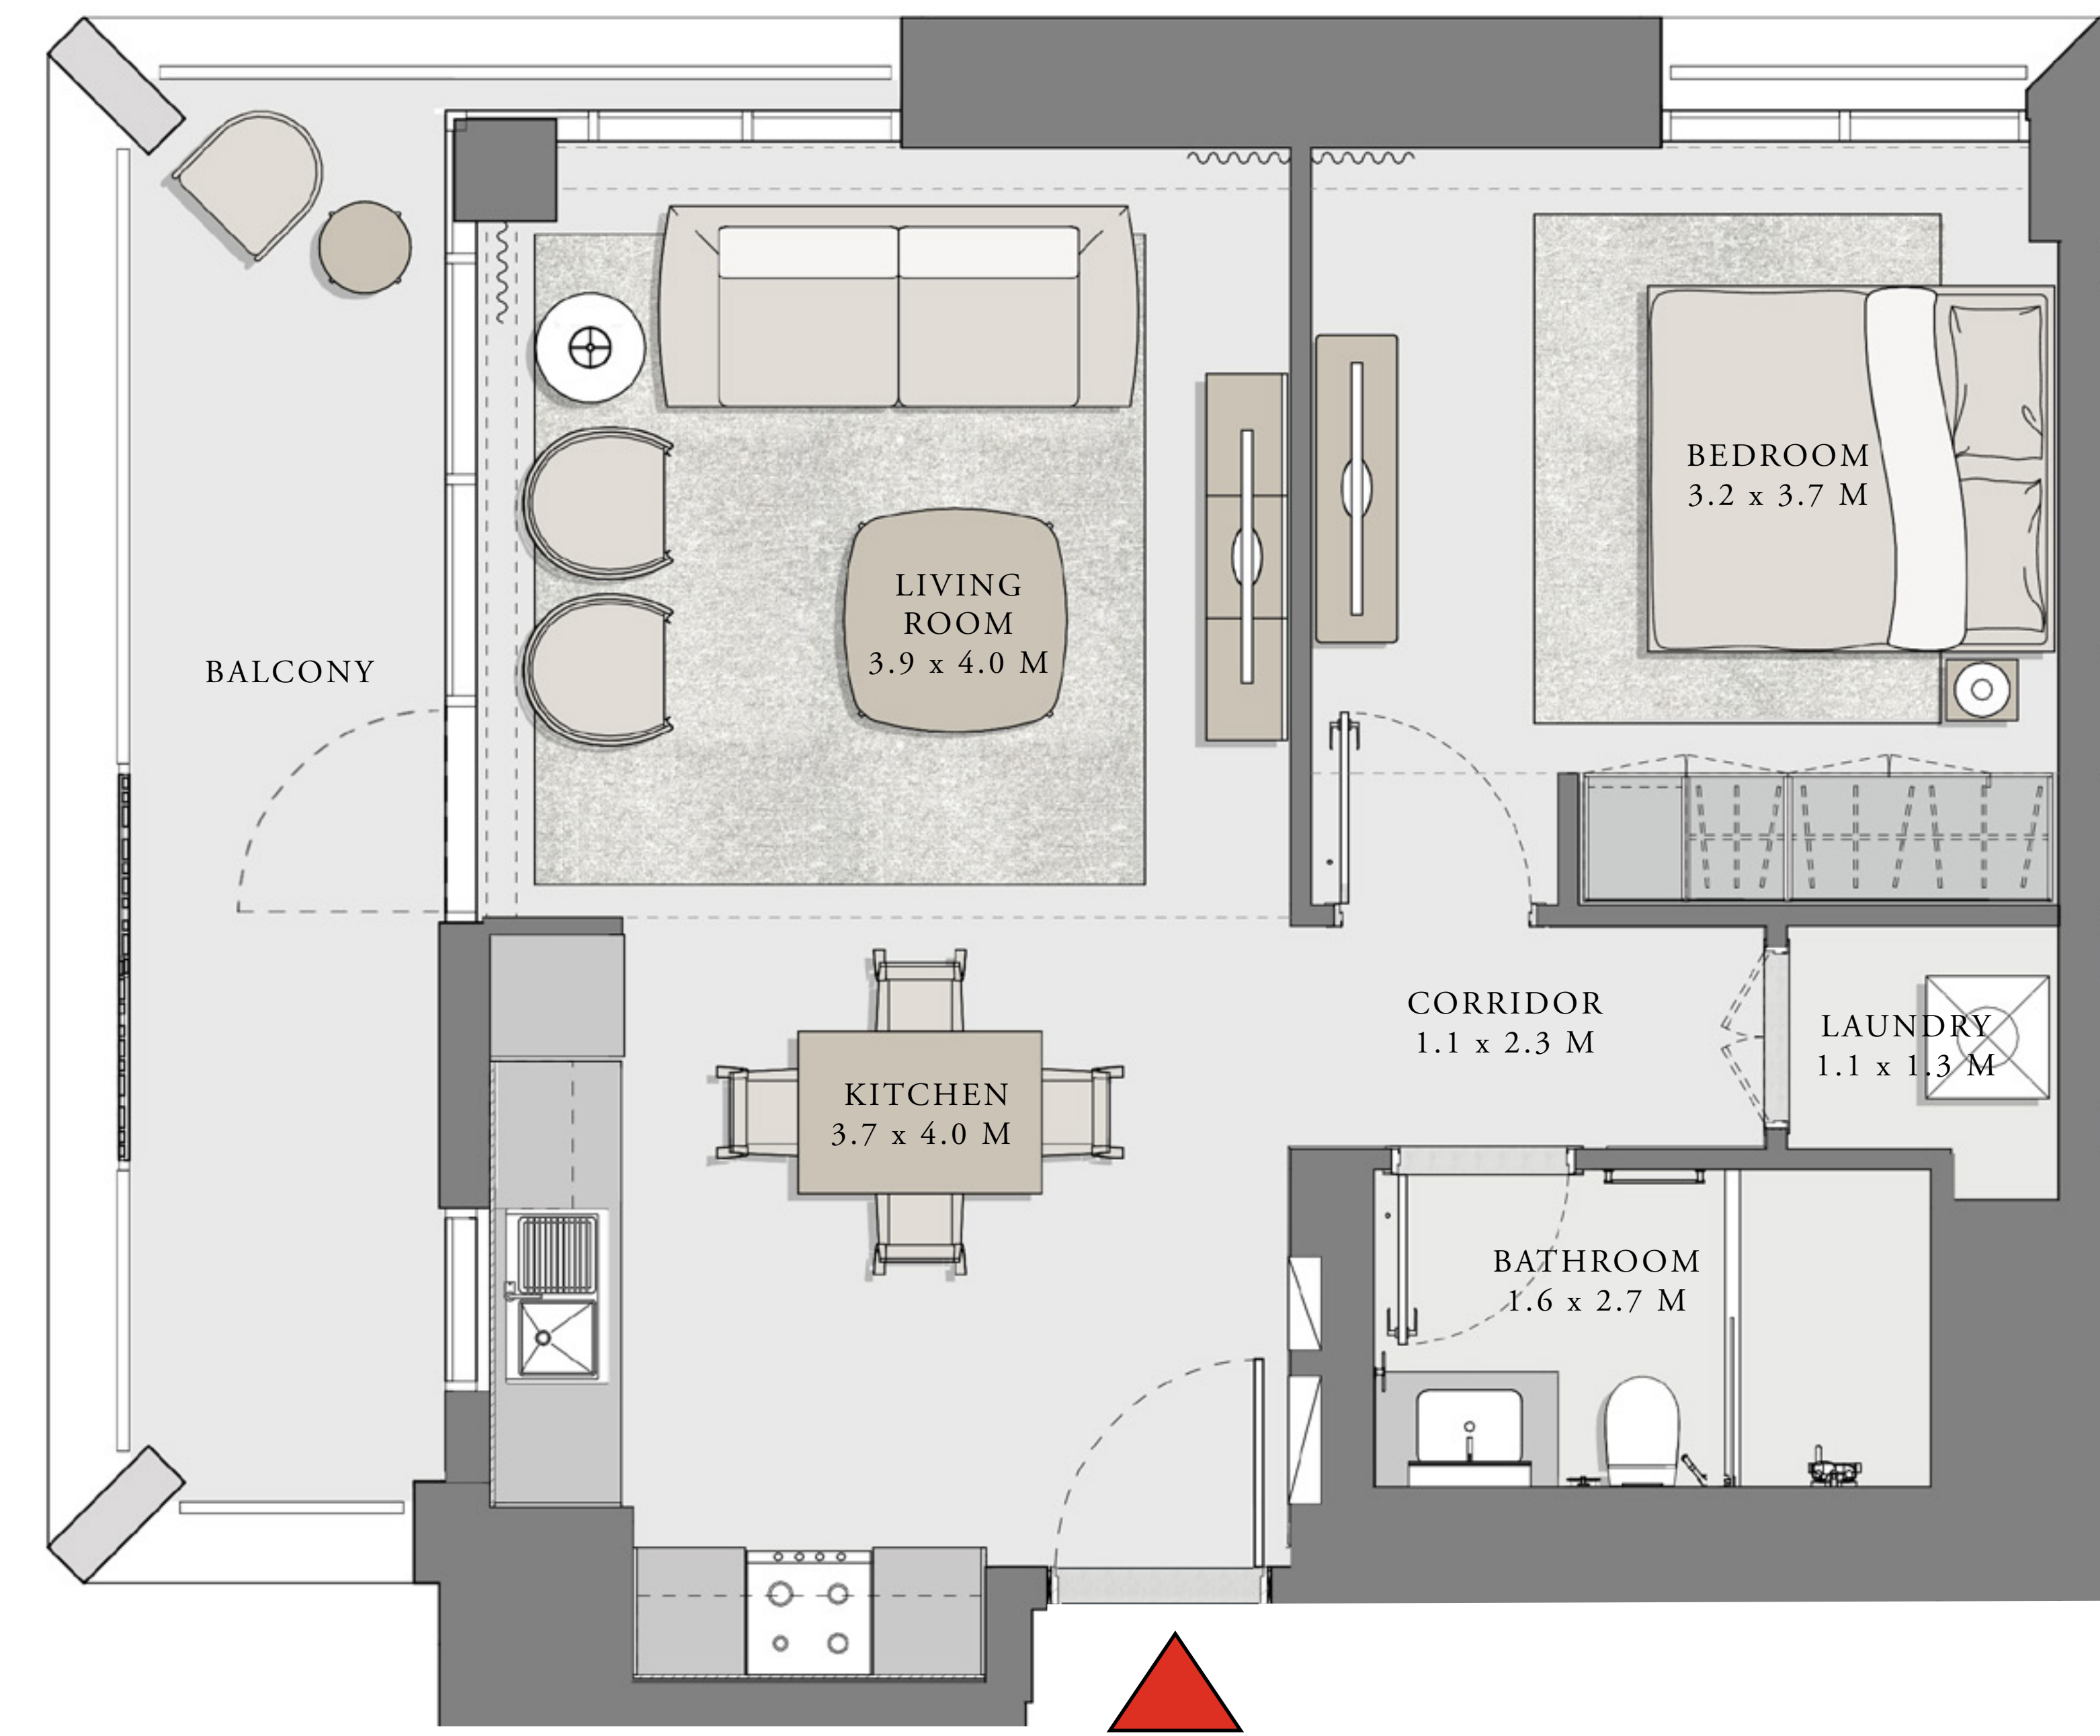 BEDROOM
3.2 x 3.7 M
LIVING
ROOM
3.9 x 4.0 M
BALCONY
CORRIDOR
1.1 x 2.3 M
LAUNDRY
1.1 x 1.3 M
KITCHEN
3.7 x 4.0 M
BATHROOM
1.6 x 2.7 M